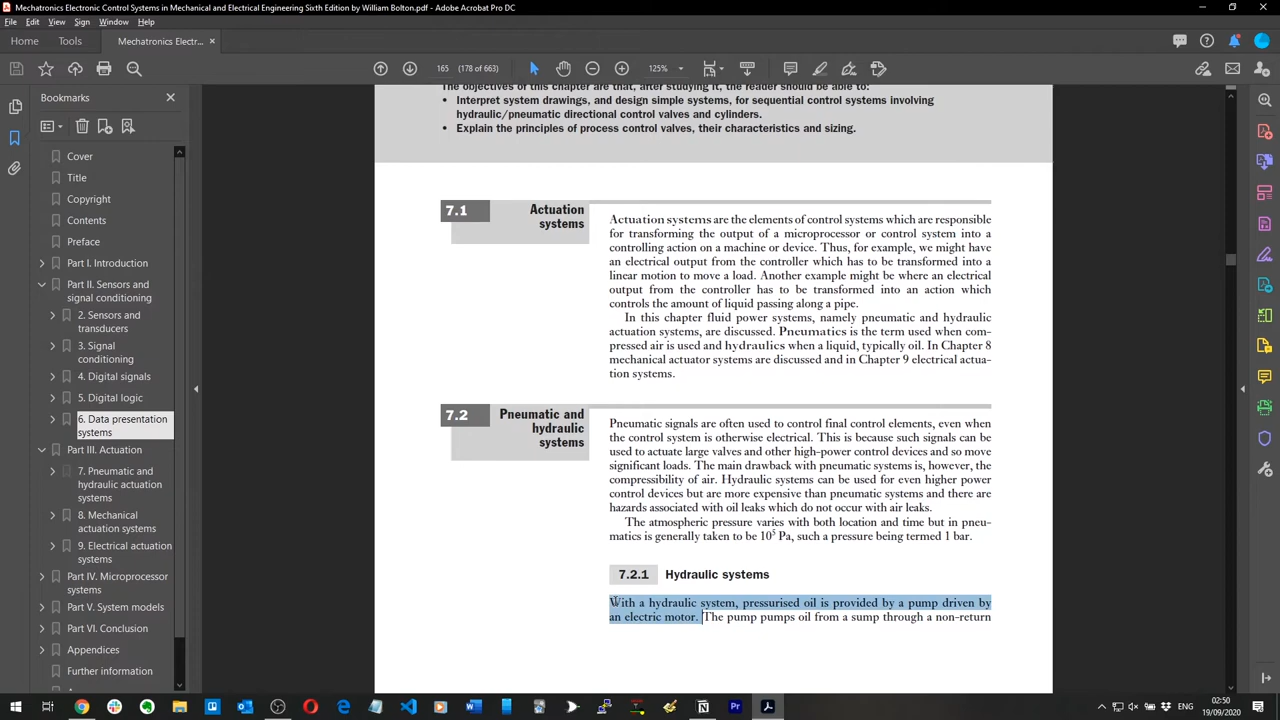 Mechatronics Electronic Control Systems in Mechanical and Electrical Engineering Sixth Edition by William Bolton.pdf - Adobe Acrobat Pro DC
File Edit View Sign Window Help
Home Tools Mechatronics Electr... ×
165 (178 of 663) 125%
Bookmarks
Cover
Title
Copyright
Contents
Preface
Part I. Introduction
Part II. Sensors and
signal conditioning
2. Sensors and
transducers
3. Signal
conditioning
4. Digital signals
5. Digital logic
6. Data presentation
systems
Part III. Actuation
7. Pneumatic and
hydraulic actuation
systems
8. Mechanical
actuation systems
9. Electrical actuation
systems
Part IV. Microprocessor
systems
Part V. System models
Appendices
Further information
The objectives of this chapter are that, after studying it, the reader should be able to:
• Interpret system drawings, and design simple systems, for sequential control systems involving
hydraulic/pneumatic directional control valves and cylinders.
• Explain the principles of process control valves, their characteristics and sizing.
7.1 Actuation
systems
Actuation systems are the elements of control systems which are responsible
for transforming the output of a microprocessor or control system into a
controlling action on a machine or device. Thus, for example, we might have
an electrical output from the controller which has to be transformed into a
linear motion to move a load. Another example might be where an electrical
output from the controller has to be transformed into an action which
controls the amount of liquid passing along a pipe.
In this chapter fluid power systems, namely pneumatic and hydraulic
actuation systems, are discussed. Pneumatics is the term used when com-
pressed air is used and hydraulics when a liquid, typically oil. In Chapter 8
mechanical actuator systems are discussed and in Chapter 9 electrical actua-
tion systems.
7.2 Pneumatic and
hydraulic
systems
Pneumatic signals are often used to control final control elements, even when
the control system is otherwise electrical. This is because such signals can be
used to actuate large valves and other high-power control devices and so move
significant loads. The main drawback with pneumatic systems is, however, the
compressibility of air. Hydraulic systems can be used for even higher power
control devices but are more expensive than pneumatic systems and there are
hazards associated with oil leaks which do not occur with air leaks.
The atmospheric pressure varies with both location and time but in pneu-
matics is generally taken to be 10⁵ Pa, such a pressure being termed 1 bar.
7.2.1 Hydraulic systems
With a hydraulic system, pressurised oil is provided by a pump driven by
an electric motor. The pump pumps oil from a sump through a non-return
02:50
19/09/2020